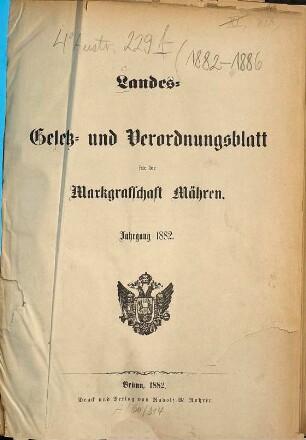 4° Austr. 229 f (1882-1886
Landes-
Gesetz- und Verordnungsblatt
für die
Markgrafschaft Mähren.
Jahrgang 1882.
Brünn, 1882.
Druck und Verlag von Rudolf M. Rohrer.